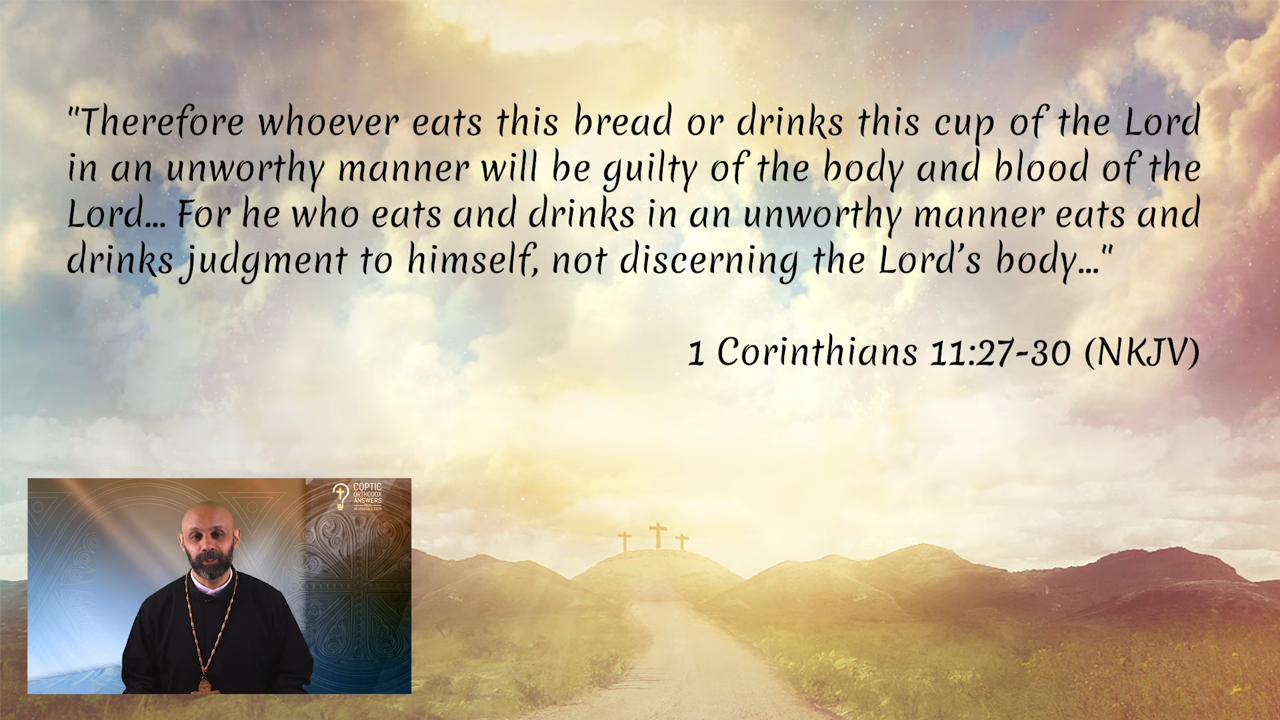 "Therefore whoever eats this bread or drinks this cup of the Lord
in an unworthy manner will be guilty of the body and blood of the
Lord... For he who eats and drinks in an unworthy manner eats and
drinks judgment to himself, not discerning the Lord’s body..."
1 Corinthians 11:27-30 (NKJV)
COPTIC
ORTHODOX
ANSWERS